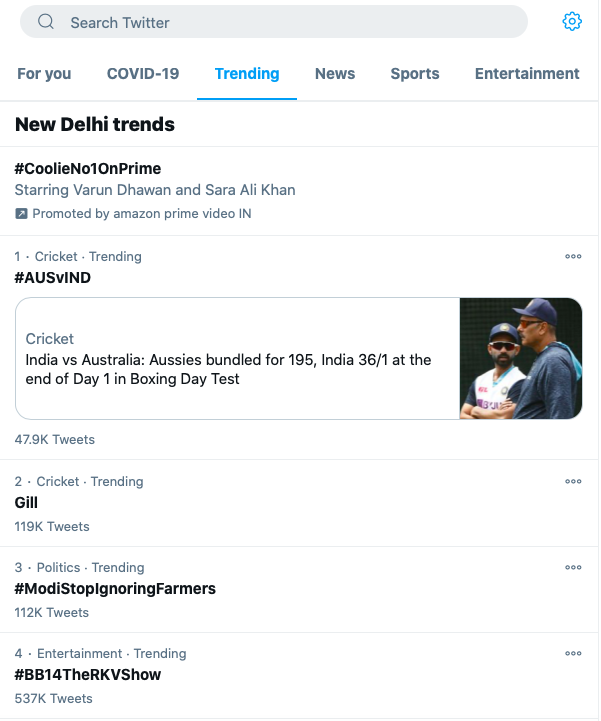 Search Twitter
For you COVID-19 Trending News Sports Entertainment
New Delhi trends
#CoolieNo1OnPrime
Starring Varun Dhawan and Sara Ali Khan
Promoted by amazon prime video IN
1 · Cricket · Trending
#AUSvIND
Cricket
India vs Australia: Aussies bundled for 195, India 36/1 at the
end of Day 1 in Boxing Day Test
47.9K Tweets
2 · Cricket · Trending
Gill
119K Tweets
3 · Politics · Trending
#ModiStopIgnoringFarmers
112K Tweets
4 · Entertainment · Trending
#BB14TheRKVShow
537K Tweets